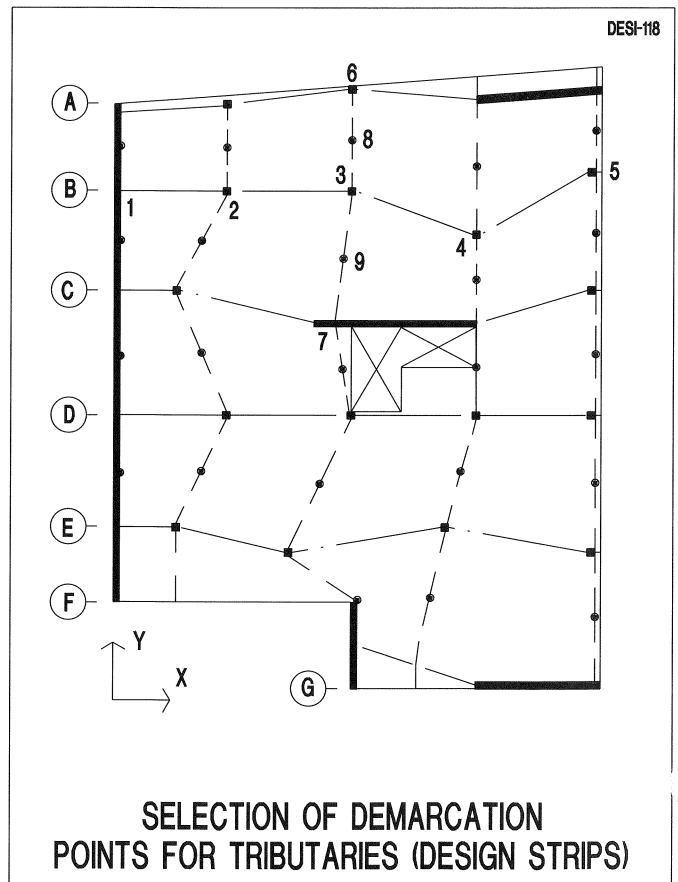 DESI-118
6
A
8
3
5
B
1
2
4
9
C
7
D
E
F
Y
X
G
SELECTION OF DEMARCATION
POINTS FOR TRIBUTARIES (DESIGN STRIPS)